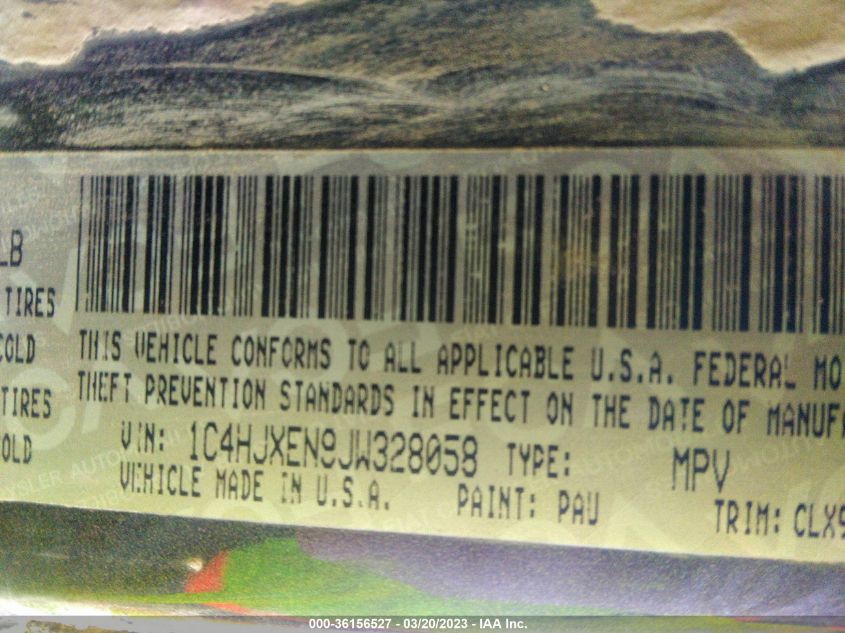 LB
TIRES
COLD
TIRES
OLD
THIS VEHICLE CONFORMS TO ALL APPLICABLE U.S.A. FEDERAL MO
THEFT PREVENTION STANDARDS IN EFFECT ON THE DATE OF MANUFA
VIN: 1C4HJXEN9JW328058 TYPE: MPV
VEHICLE MADE IN U.S.A. PAINT: PAU TRIM: CLX9
000-36156527 - 03/20/2023 - IAA Inc.